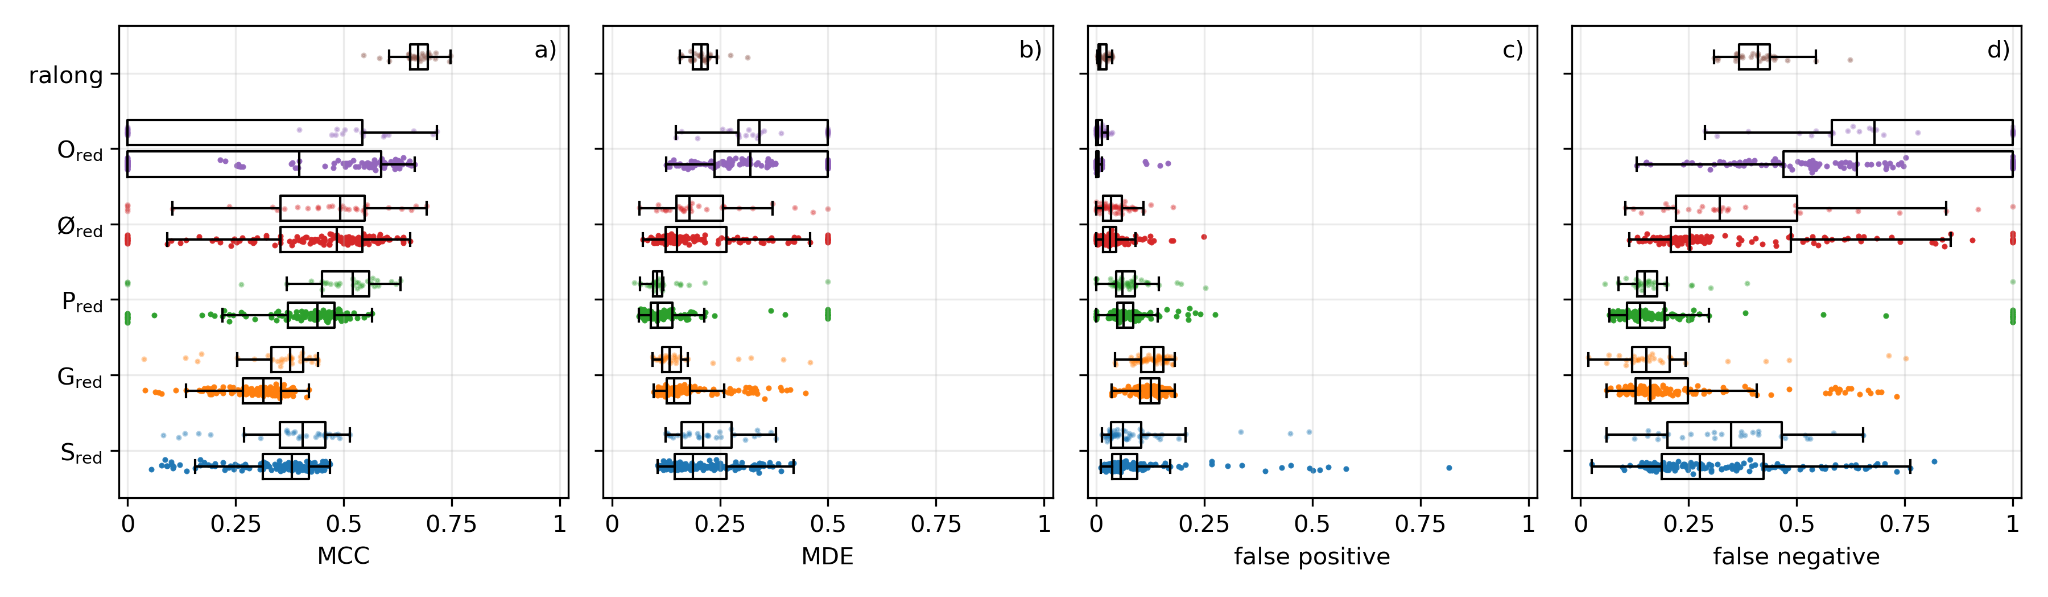 a) b) c) d)
ralong
O_red
Ø_red
P_red
G_red
S_red
0 0.25 0.5 0.75 1 0 0.25 0.5 0.75 1 0 0.25 0.5 0.75 1 0 0.25 0.5 0.75 1
MCC MDE false positive false negative